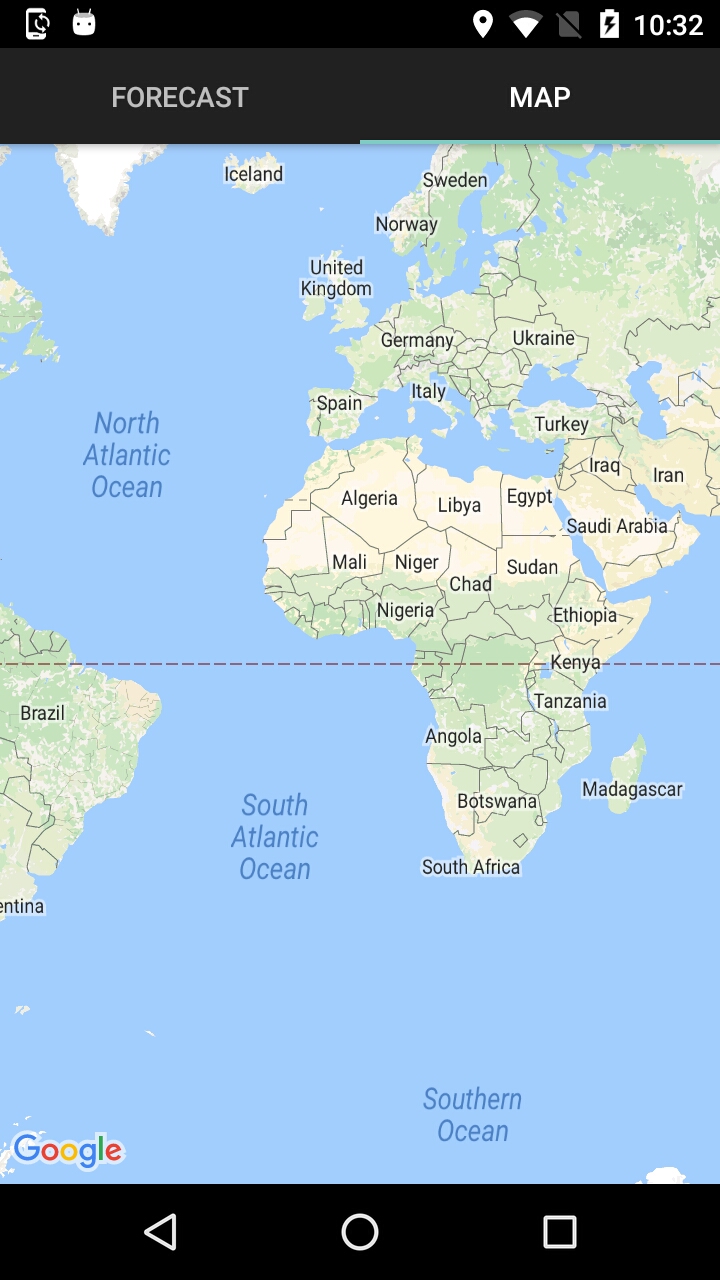 10:32
FORECAST
MAP
Iceland
Sweden
Norway
United
Kingdom
Germany
Ukraine
Italy
Spain
Turkey
North
Atlantic
Ocean
Iraq
Iran
Algeria
Libya
Egypt
Saudi Arabia
Mali
Niger
Sudan
Chad
Nigeria
Ethiopia
Kenya
Tanzania
Brazil
Angola
Madagascar
Botswana
South
Atlantic
Ocean
South Africa
entina
Southern
Ocean
Google